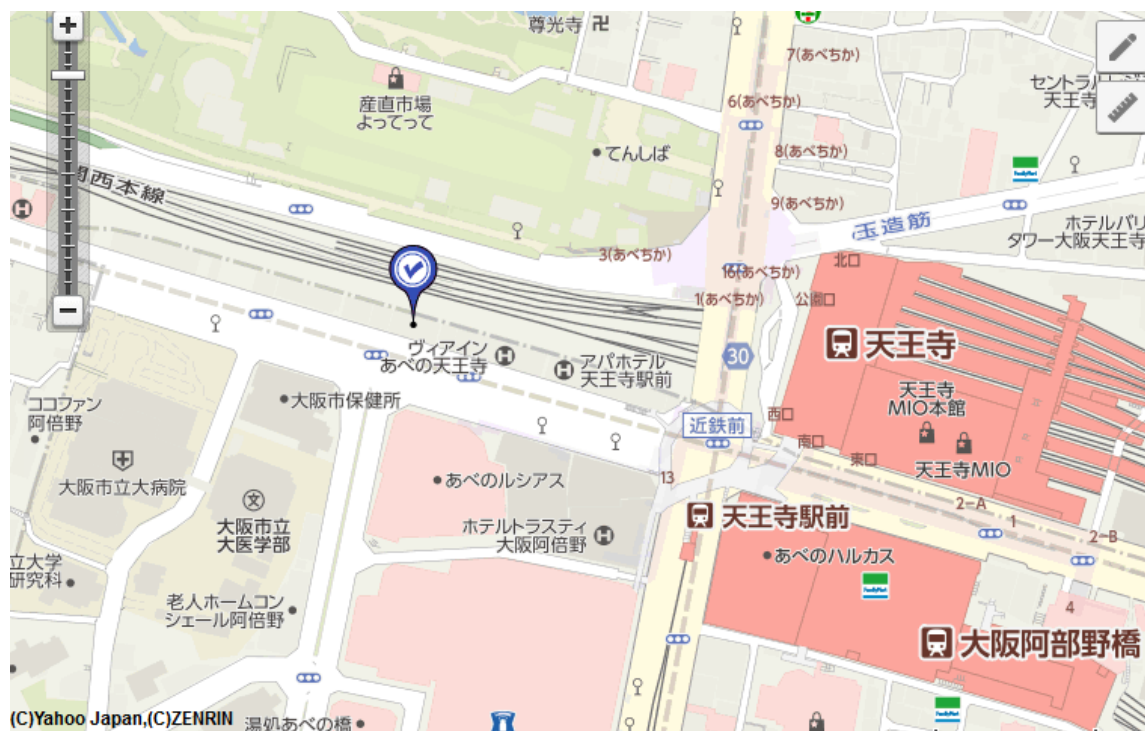 尊光寺
7(あべちか)
産直市場
よってって
セントラル
天王寺
6(あべちか)
てんしば
8(あべちか)
FamilyMart
関西本線
9(あべちか)
玉造筋
ホテルバリ
タワー大阪天王寺
3(あべちか)
北口
16(あべちか)
1(あべちか)
公園口
天王寺
30
ヴィアイン
あべの天王寺
アパホテル
天王寺駅前
天王寺
MIO本館
ココファン
阿倍野
大阪市保健所
西口
近鉄前
南口
東口
天王寺MIO
大阪市立大病院
あべのルシアス
13
文
大阪市立
大医学部
ホテルトラスティ
大阪阿部野
天王寺駅前
2-A
1
2-B
立大学
研究科
あべのハルカス
FamilyMart
老人ホームコン
シェール阿倍野
4
大阪阿部野橋
(C)Yahoo Japan,(C)ZENRIN
湯処あべの橋
FamilyMart